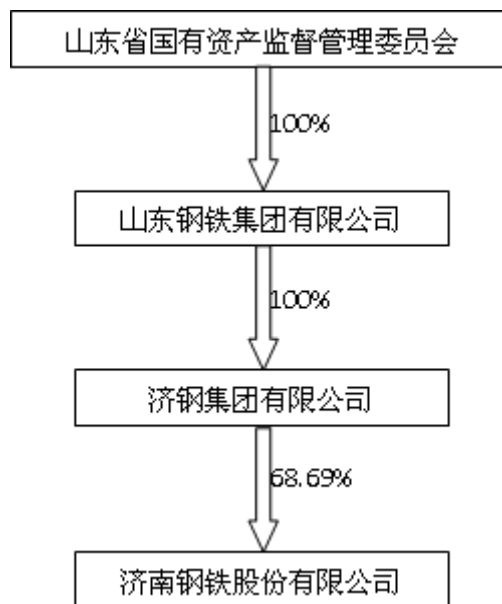 山东省国有资产监督管理委员会
100%
山东钢铁集团有限公司
100%
济钢集团有限公司
68.69%
济南钢铁股份有限公司